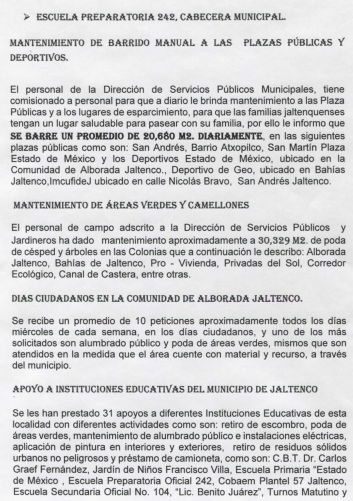 ➢ ESCUELA PREPARATORIA 242, CABECERA MUNICIPAL.
MANTENIMIENTO DE BARRIDO MANUAL A LAS PLAZAS PÚBLICAS Y
DEPORTIVOS.
El personal de la Dirección de Servicios Públicos Municipales, tiene
comisionado a personal para que a diario le brinda mantenimiento a las Plaza
Públicas y a los lugares de esparcimiento, para que las familias jaltenquenses
tengan un lugar saludable para pasear con su familia, por ello le informo que
SE BARRE UN PROMEDIO DE 20,680 M2. DIARIAMENTE, en las siguientes
plazas públicas como son: San Andrés, Barrio Atxopilco, San Martín Plaza
Estado de México y los Deportivos Estado de México, ubicado en la
Comunidad de Alborada Jaltenco., Deportivo de Geo, ubicado en Bahías
Jaltenco,ImcufideJ ubicado en calle Nicolás Bravo, San Andrés Jaltenco.
MANTENIMIENTO DE ÁREAS VERDES Y CAMELLONES
El personal de campo adscrito a la Dirección de Servicios Públicos y
Jardineros ha dado mantenimiento aproximadamente a 30,329 M2. de poda
de césped y árboles en las Colonias que a continuación le describo: Alborada
Jaltenco, Bahías de Jaltenco, Pro - Vivienda, Privadas del Sol, Corredor
Ecológico, Canal de Castera, entre otras.
DIAS CIUDADANOS EN LA COMUNIDAD DE ALBORADA JALTENCO.
Se recibe un promedio de 10 peticiones aproximadamente todos los días
miércoles de cada semana, en los días ciudadanos, y uno de los más
solicitados son alumbrado público y poda de áreas verdes, mismos que son
atendidos en la medida que el área cuente con material y recurso, a través
del municipio.
APOYO A INSTITUCIONES EDUCATIVAS DEL MUNICIPIO DE JALTENCO
Se les han prestado 31 apoyos a diferentes Instituciones Educativas de esta
localidad con diferentes actividades como son: retiro de escombro, poda de
áreas verdes, mantenimiento de alumbrado público e instalaciones eléctricas,
aplicación de pintura en interiores y exteriores, retiro de residuos sólidos
urbanos no peligrosos y préstamo de camioneta, como son: C.B.T. Dr. Carlos
Graef Fernández, Jardín de Niños Francisco Villa, Escuela Primaria "Estado
de México , Escuela Preparatoria Oficial 242, Cobaem Plantel 57 Jaltenco,
Escuela Secundaria Oficial No. 104, "Lic. Benito Juárez", Turnos Matutino y